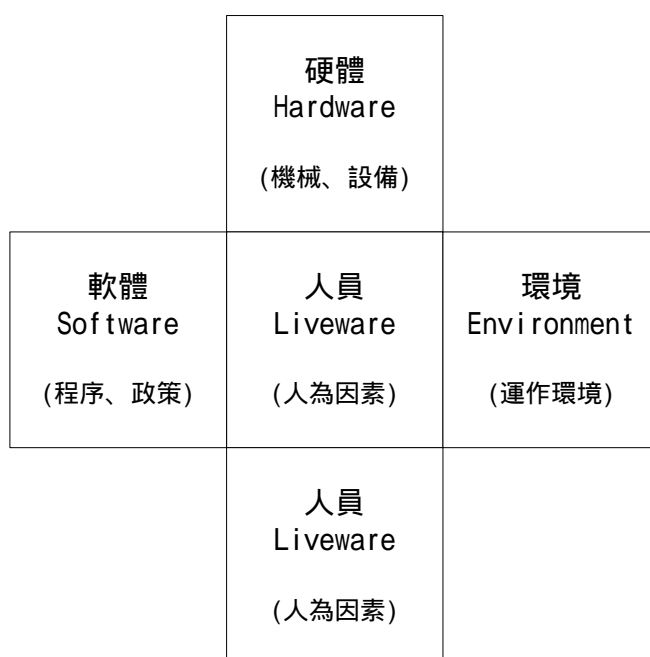 硬體
Hardware
(機械、設備)
軟體
Software
(程序、政策)
人員
Liveware
(人為因素)
環境
Environment
(運作環境)
人員
Liveware
(人為因素)